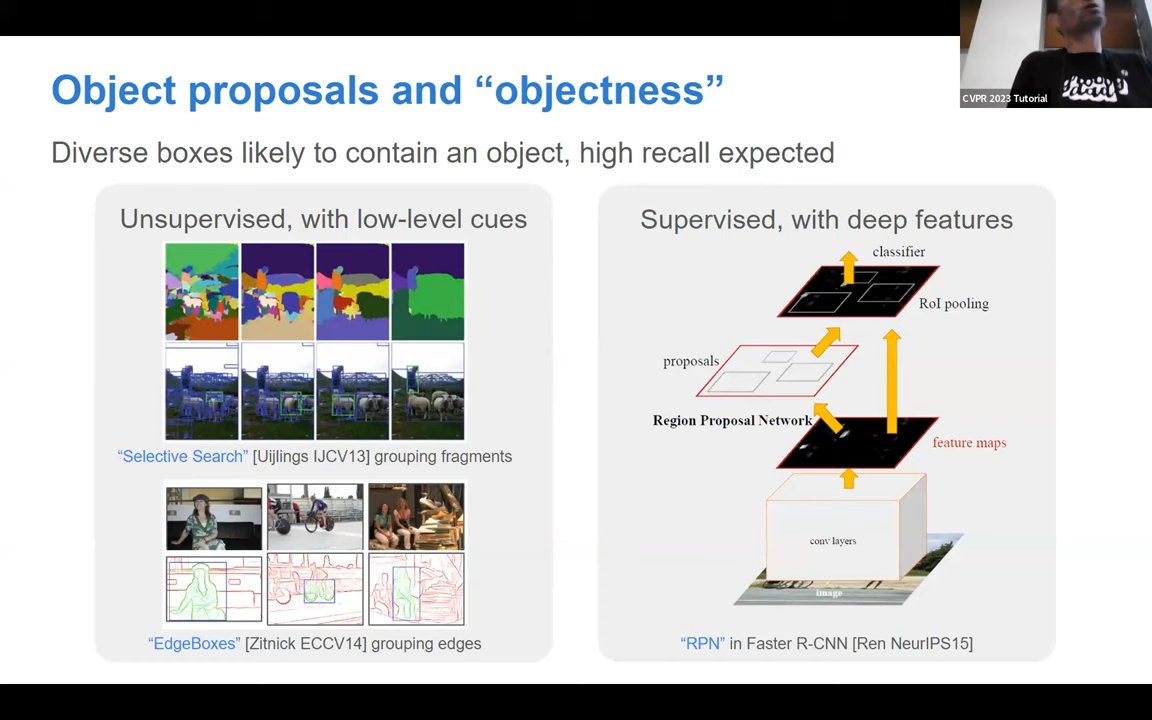 Object proposals and “objectness”
CVPR 2023 Tutorial
Diverse boxes likely to contain an object, high recall expected
Unsupervised, with low-level cues
“Selective Search” [Uijlings IJCV13] grouping fragments
“EdgeBoxes” [Zitnick ECCV14] grouping edges
Supervised, with deep features
classifier
RoI pooling
proposals
Region Proposal Network
feature maps
conv layers
image
“RPN” in Faster R-CNN [Ren NeurIPS15]